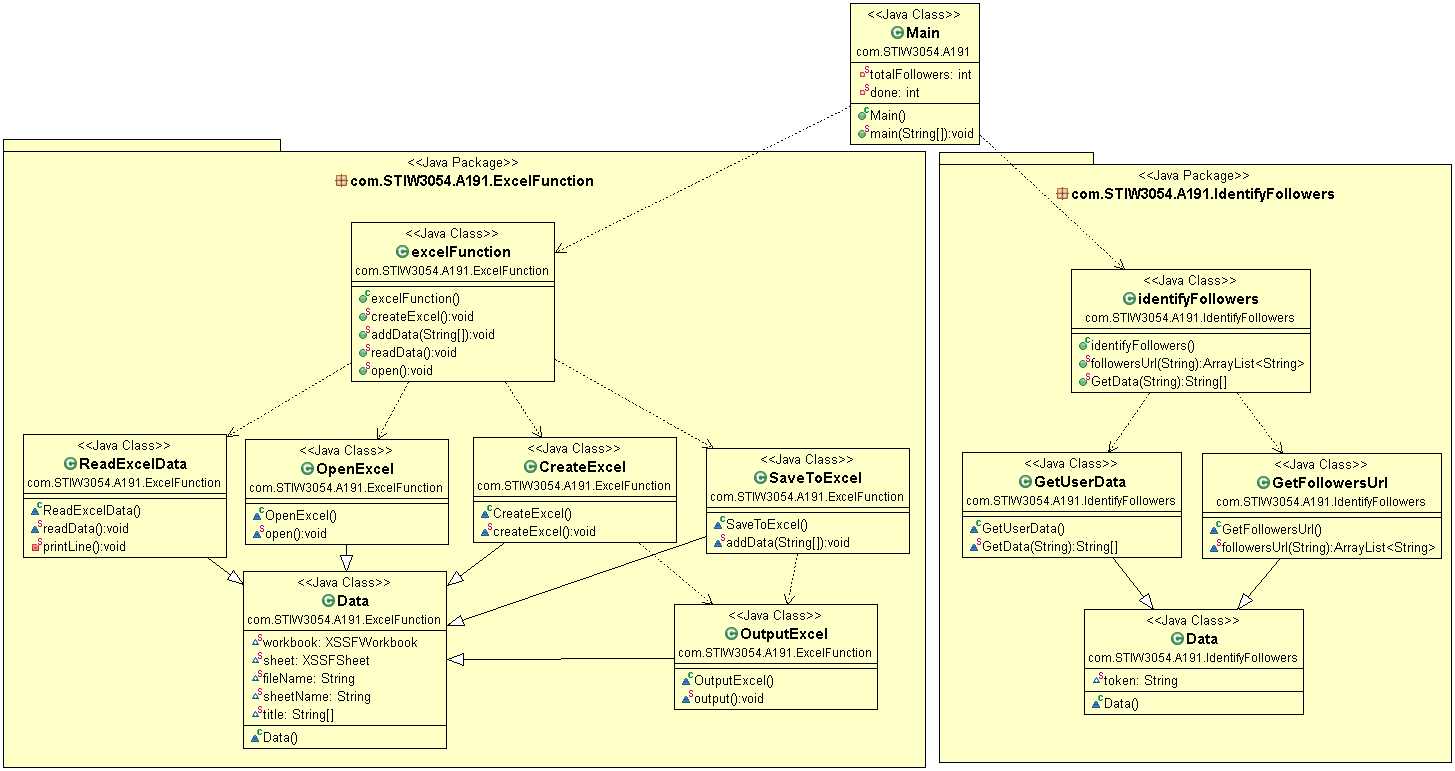 <<Java Class>>
Main
com.STIW3054.A191
totalFollowers: int
done: int
Main()
main(String[]):void
<<Java Package>>
com.STIW3054.A191.ExcelFunction
<<Java Class>>
excelFunction
com.STIW3054.A191.ExcelFunction
excelFunction()
createExcel():void
addData(String[]):void
readData():void
open():void
<<Java Class>>
ReadExcelData
com.STIW3054.A191.ExcelFunction
ReadExcelData()
readData():void
printLine():void
<<Java Class>>
OpenExcel
com.STIW3054.A191.ExcelFunction
OpenExcel()
open():void
<<Java Class>>
CreateExcel
com.STIW3054.A191.ExcelFunction
CreateExcel()
createExcel():void
<<Java Class>>
SaveToExcel
com.STIW3054.A191.ExcelFunction
SaveToExcel()
addData(String[]):void
<<Java Class>>
Data
com.STIW3054.A191.ExcelFunction
workbook: XSSFWorkbook
sheet: XSSFSheet
fileName: String
sheetName: String
title: String[]
Data()
<<Java Class>>
OutputExcel
com.STIW3054.A191.ExcelFunction
OutputExcel()
output():void
<<Java Package>>
com.STIW3054.A191.IdentifyFollowers
<<Java Class>>
identifyFollowers
com.STIW3054.A191.IdentifyFollowers
identifyFollowers()
followersUrl(String):ArrayList<String>
GetData(String):String[]
<<Java Class>>
GetUserData
com.STIW3054.A191.IdentifyFollowers
GetUserData()
GetData(String):String[]
<<Java Class>>
GetFollowersUrl
com.STIW3054.A191.IdentifyFollowers
GetFollowersUrl()
followersUrl(String):ArrayList<String>
<<Java Class>>
Data
com.STIW3054.A191.IdentifyFollowers
token: String
Data()